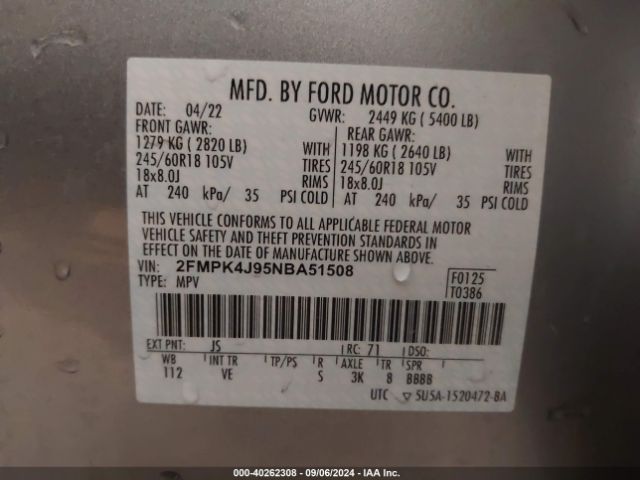 MFD. BY FORD MOTOR CO.
DATE: 04/22 GVWR: 2449 KG ( 5400 LB)
FRONT GAWR: REAR GAWR:
1279 KG ( 2820 LB) WITH 1198 KG ( 2640 LB) WITH
245/60R18 105V TIRES 245/60R18 105V TIRES
18x8.0J RIMS 18x8.0J RIMS
AT 240 kPa/ 35 PSI COLD AT 240 kPa/ 35 PSI COLD
THIS VEHICLE CONFORMS TO ALL APPLICABLE FEDERAL MOTOR
VEHICLE SAFETY AND THEFT PREVENTION STANDARDS IN
EFFECT ON THE DATE OF MANUFACTURE SHOWN ABOVE.
VIN: 2FMPK4J95NBA51508 F0125
TYPE: MPV T0386
EXT PNT: JS RC: 71 DSO:
WB INT TR TP/PS R AXLE TR SPR
112 VE S 3K 8 BBBB
UTC ▽ 5U5A-1520472-BA
000-40262308 - 09/06/2024 - IAA Inc.